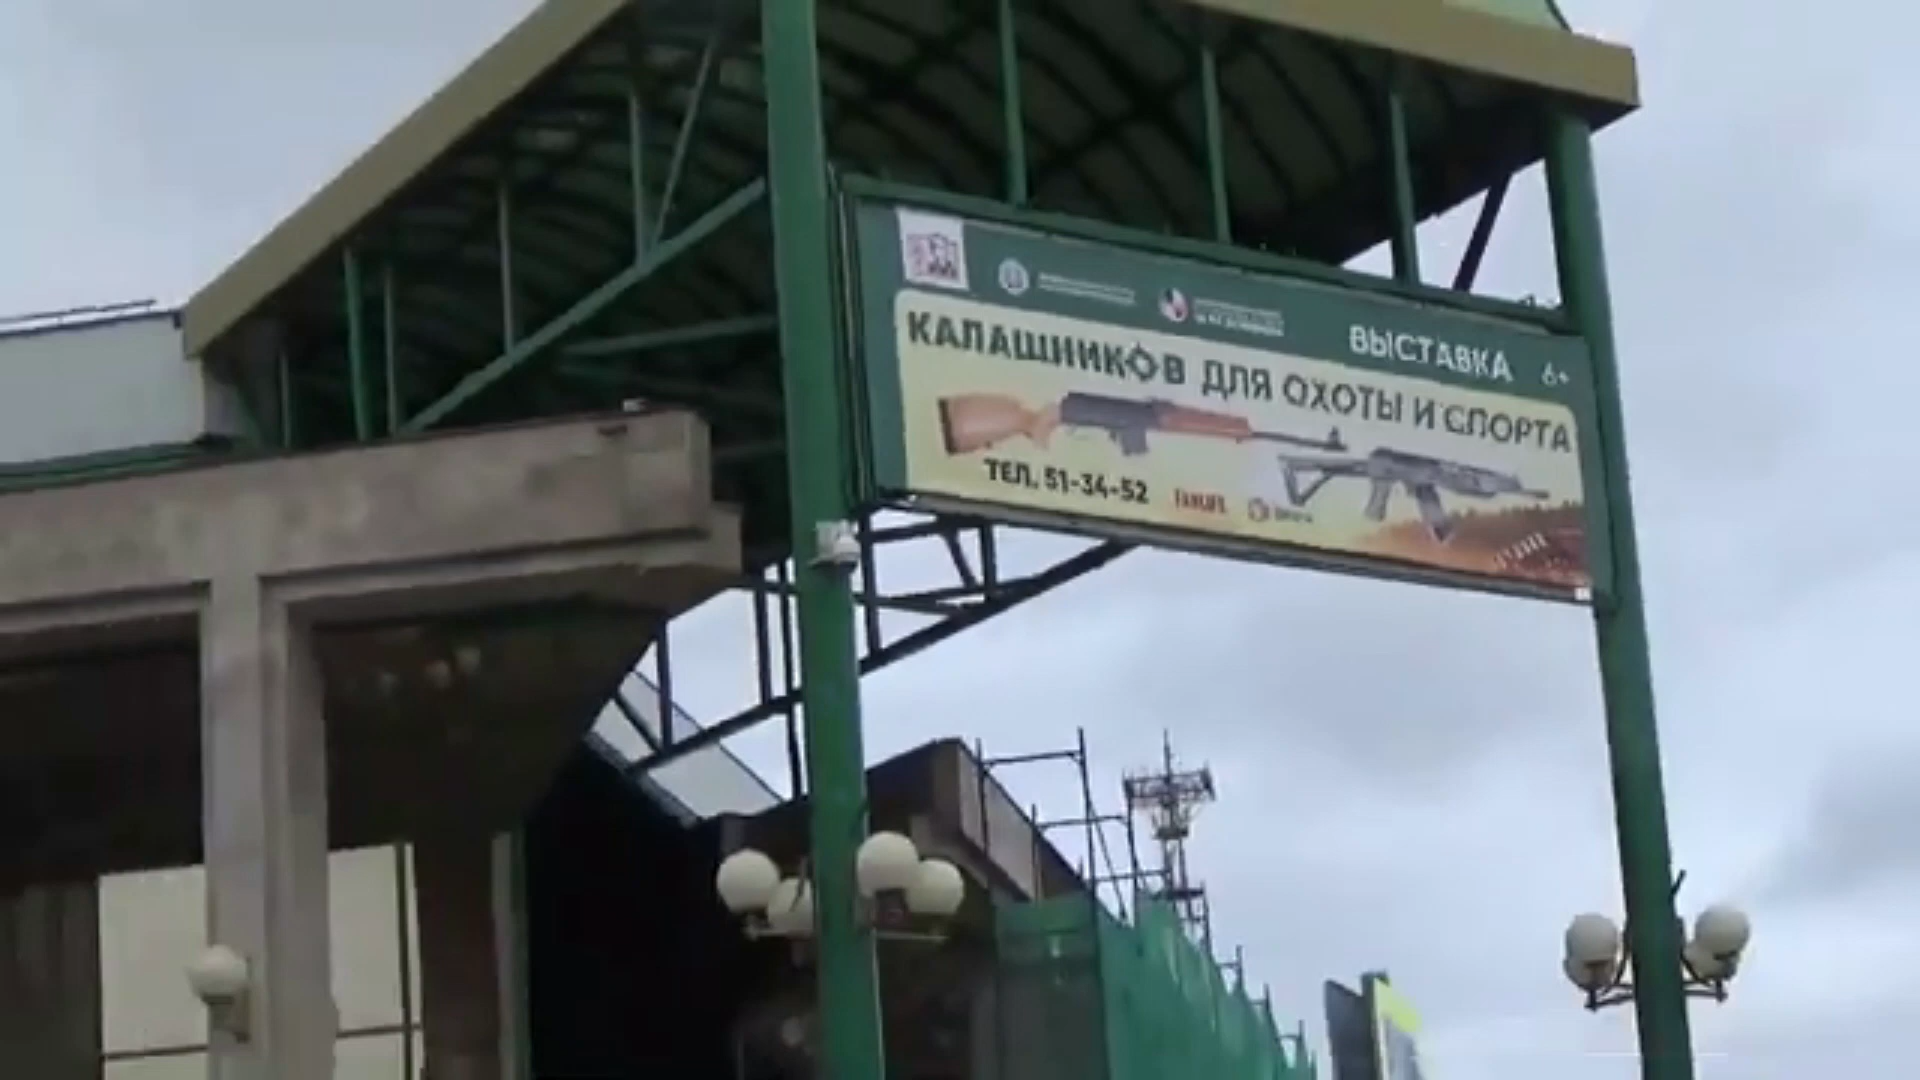 ВЫСТАВКА 6+
КАЛАШНИКОВ ДЛЯ ОХОТЫ И СПОРТА
ТЕЛ. 51-34-52